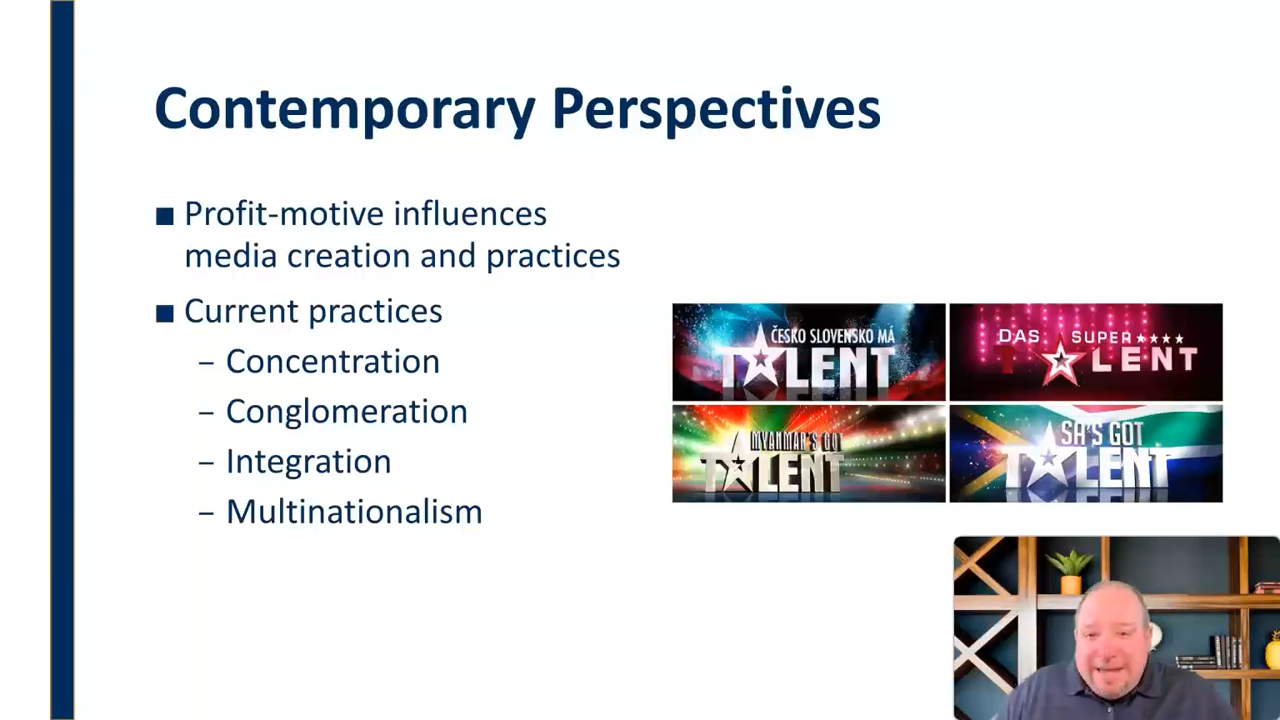 Contemporary Perspectives
■ Profit-motive influences
media creation and practices
■ Current practices
– Concentration
– Conglomeration
– Integration
– Multinationalism
ČESKO SLOVENSKO MÁ
TALENT
DAS SUPER
TALENT
MYANMAR'S GOT
TALENT
SA'S GOT
TALENT